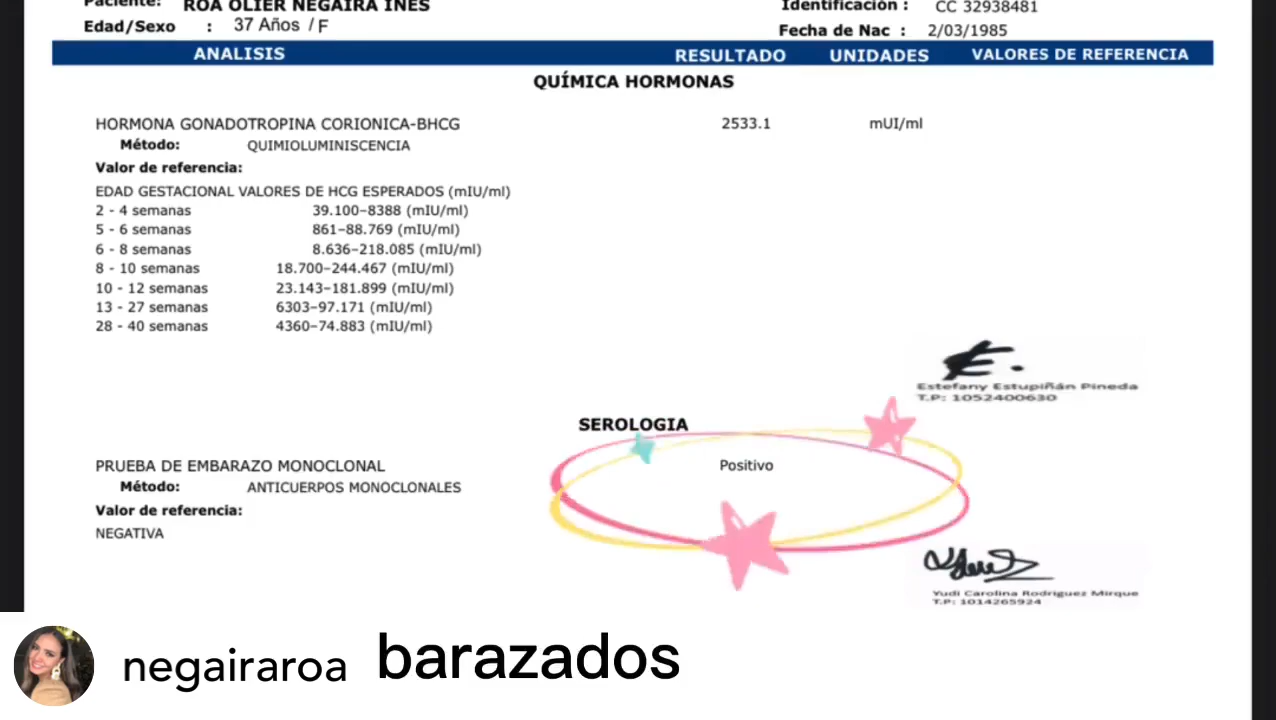 Paciente: ROA OLIER NEGAIRA INES Identificación : CC 32938481
Edad/Sexo : 37 Años / F Fecha de Nac : 2/03/1985
ANALISIS RESULTADO UNIDADES VALORES DE REFERENCIA
QUÍMICA HORMONAS
HORMONA GONADOTROPINA CORIONICA-BHCG 2533.1 mUI/ml
Método: QUIMIOLUMINISCENCIA
Valor de referencia:
EDAD GESTACIONAL VALORES DE HCG ESPERADOS (mIU/ml)
2 - 4 semanas 39.100–8388 (mIU/ml)
5 - 6 semanas 861–88.769 (mIU/ml)
6 - 8 semanas 8.636–218.085 (mIU/ml)
8 - 10 semanas 18.700–244.467 (mIU/ml)
10 - 12 semanas 23.143–181.899 (mIU/ml)
13 - 27 semanas 6303–97.171 (mIU/ml)
28 - 40 semanas 4360–74.883 (mIU/ml)
Estefany Estupiñán Pineda
T.P: 1052400630
SEROLOGIA
PRUEBA DE EMBARAZO MONOCLONAL Positivo
Método: ANTICUERPOS MONOCLONALES
Valor de referencia:
NEGATIVA
Yudi Carolina Rodriguez Mirque
T.P: 1014265924
negairaroa barazados